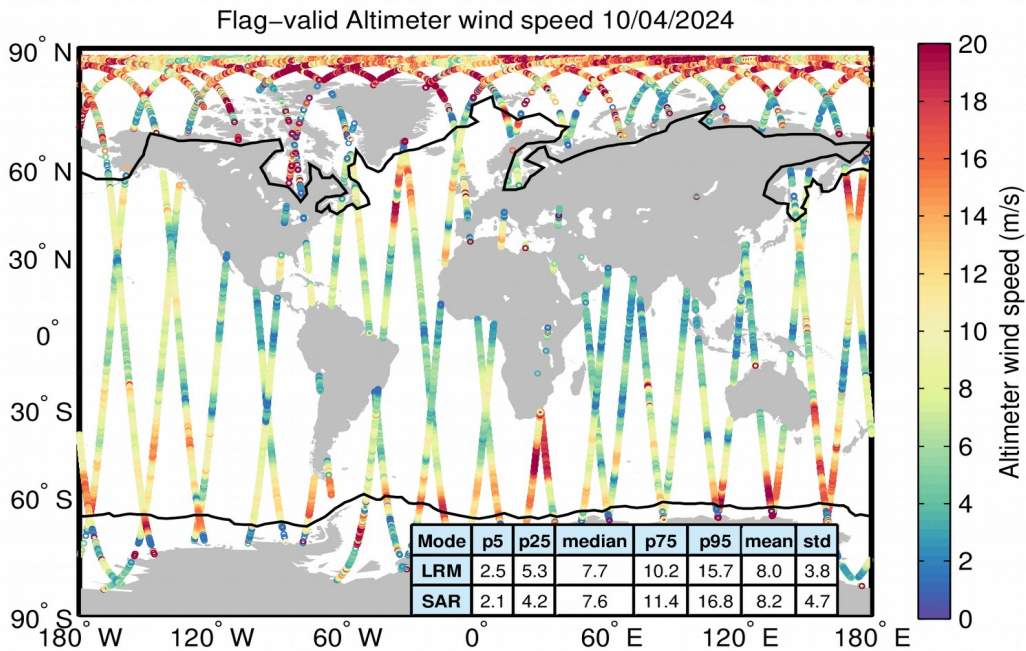 Flag−valid Altimeter wind speed 10/04/2024
90° N
60° N
30° N
0°
30° S
60° S
90° S
180° W
120° W
60° W
0°
60° E
120° E
180° E
Mode p5 p25 median p75 p95 mean std
LRM 2.5 5.3 7.7 10.2 15.7 8.0 3.8
SAR 2.1 4.2 7.6 11.4 16.8 8.2 4.7
20
18
16
14
12
10
8
6
4
2
0
Altimeter wind speed (m/s)